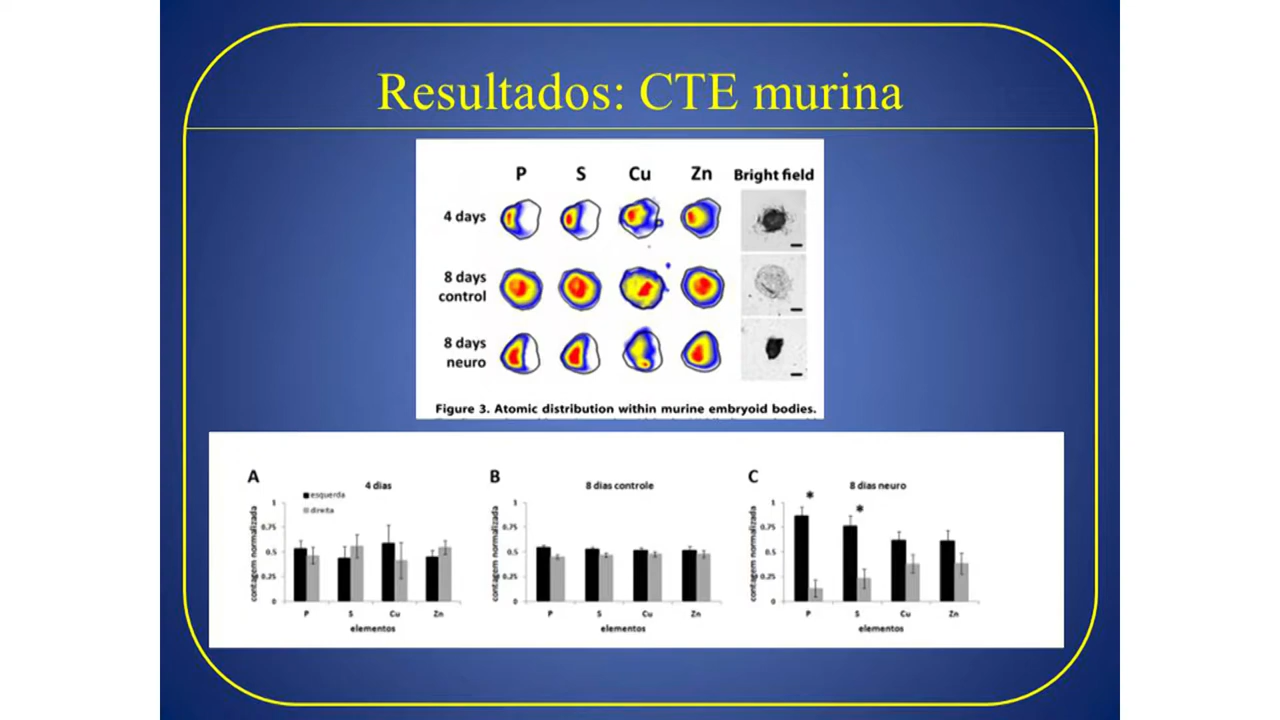 Resultados: CTE murina
P S Cu Zn Bright field
4 days
8 days
control
8 days
neuro
Figure 3. Atomic distribution within murine embryoid bodies.
A 4 dias
esquerda
direita
contagem normalizada
1
0.75
0.5
0.25
0
P S Cu Zn
elementos
B 8 dias controle
contagem normalizada
1
0.75
0.5
0.25
0
P S Cu Zn
elementos
C 8 dias neuro
* *
contagem normalizada
1
0.75
0.5
0.25
0
P S Cu Zn
elementos